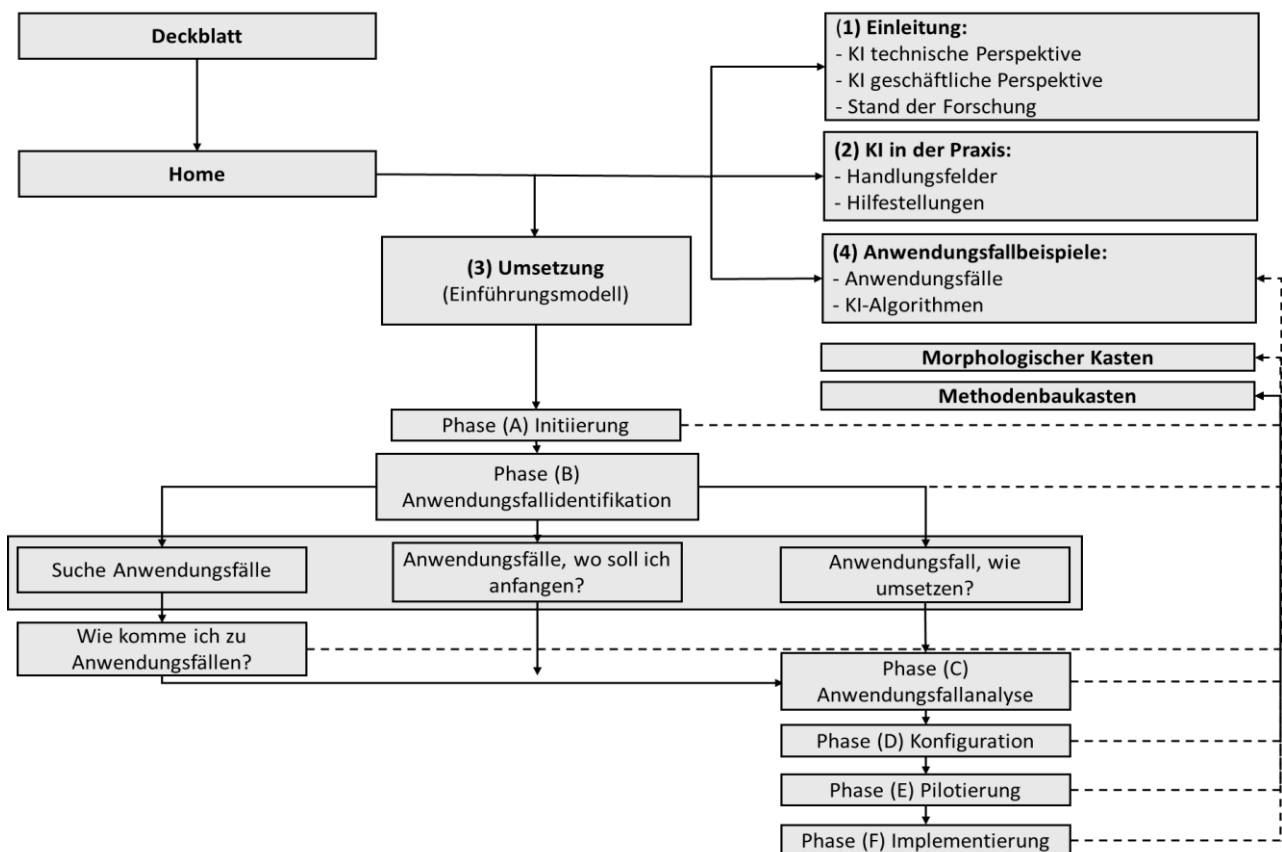 Deckblatt
Home
(1) Einleitung:
- KI technische Perspektive
- KI geschäftliche Perspektive
- Stand der Forschung
(2) KI in der Praxis:
- Handlungsfelder
- Hilfestellungen
(3) Umsetzung
(Einführungsmodell)
(4) Anwendungsfallbeispiele:
- Anwendungsfälle
- KI-Algorithmen
Morphologischer Kasten
Methodenbaukasten
Phase (A) Initiierung
Phase (B)
Anwendungsfallidentifikation
Suche Anwendungsfälle
Anwendungsfälle, wo soll ich
anfangen?
Anwendungsfall, wie
umsetzen?
Wie komme ich zu
Anwendungsfällen?
Phase (C)
Anwendungsfallanalyse
Phase (D) Konfiguration
Phase (E) Pilotierung
Phase (F) Implementierung